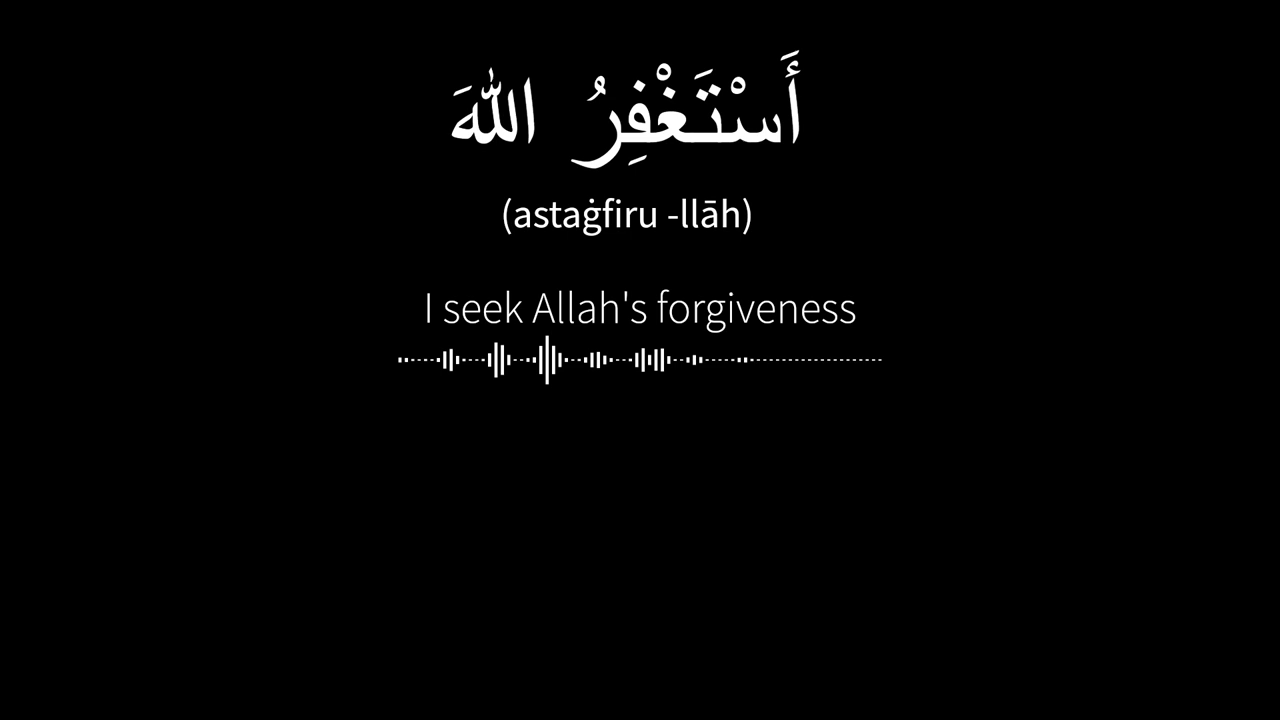 أَسْتَغْفِرُ اللّٰهَ
(astaġfiru -llāh)
I seek Allah's forgiveness